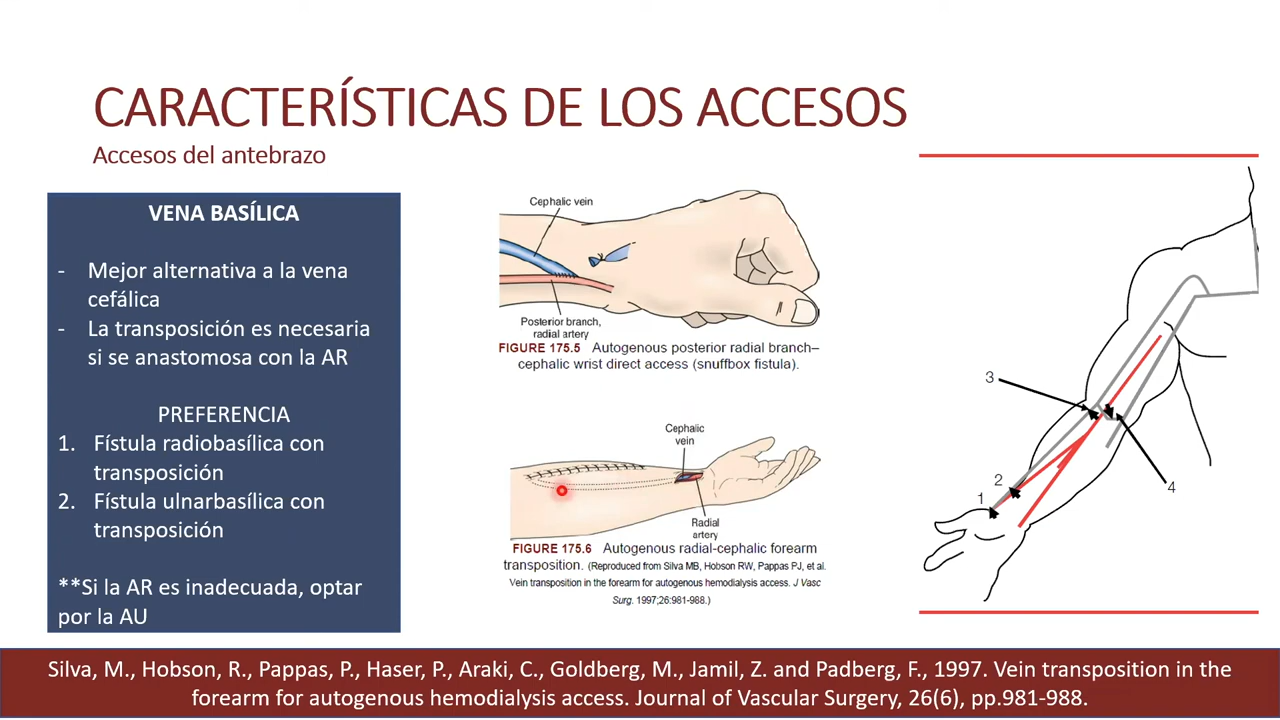 CARACTERÍSTICAS DE LOS ACCESOS
Accesos del antebrazo
VENA BASÍLICA
- Mejor alternativa a la vena
cefálica
- La transposición es necesaria
si se anastomosa con la AR
PREFERENCIA
1. Fístula radiobasílica con
transposición
2. Fístula ulnarbasílica con
transposición
**Si la AR es inadecuada, optar
por la AU
Cephalic vein
Posterior branch,
radial artery
FIGURE 175.5 Autogenous posterior radial branch–
cephalic wrist direct access (snuffbox fistula).
Cephalic
vein
Radial
artery
FIGURE 175.6 Autogenous radial-cephalic forearm
transposition. (Reproduced from Silva MB, Hobson RW, Pappas PJ, et al.
Vein transposition in the forearm for autogenous hemodialysis access. J Vasc
Surg. 1997;26:981-988.)
3
2
1
4
Silva, M., Hobson, R., Pappas, P., Haser, P., Araki, C., Goldberg, M., Jamil, Z. and Padberg, F., 1997. Vein transposition in the
forearm for autogenous hemodialysis access. Journal of Vascular Surgery, 26(6), pp.981-988.